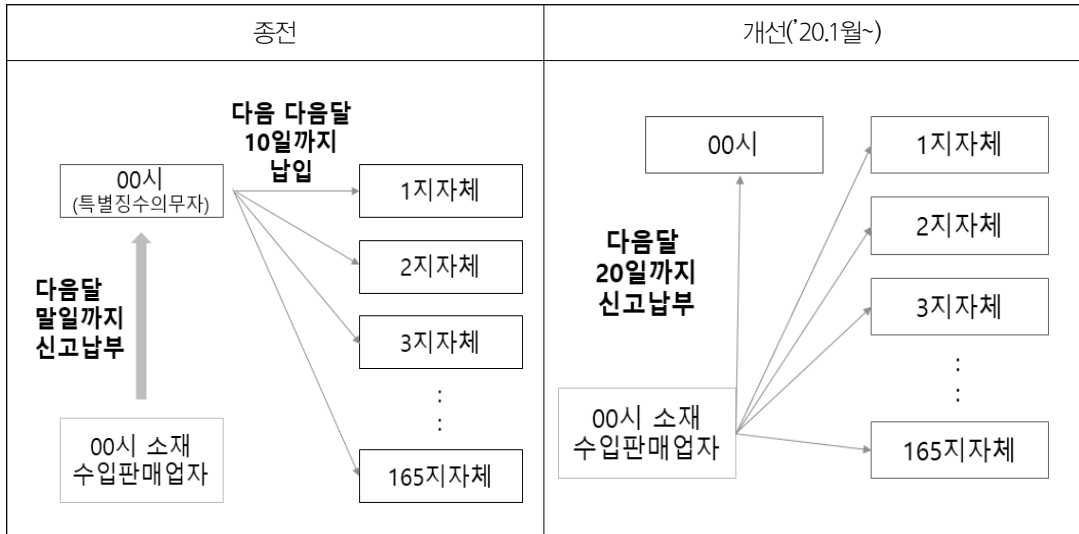 종전
개선('20.1월~)
다음 다음달
10일까지
납입
00시
(특별징수의무자)
1지자체
2지자체
3지자체
:
:
165지자체
다음달
말일까지
신고납부
00시 소재
수입판매업자
00시
1지자체
2지자체
3지자체
:
:
165지자체
다음달
20일까지
신고납부
00시 소재
수입판매업자